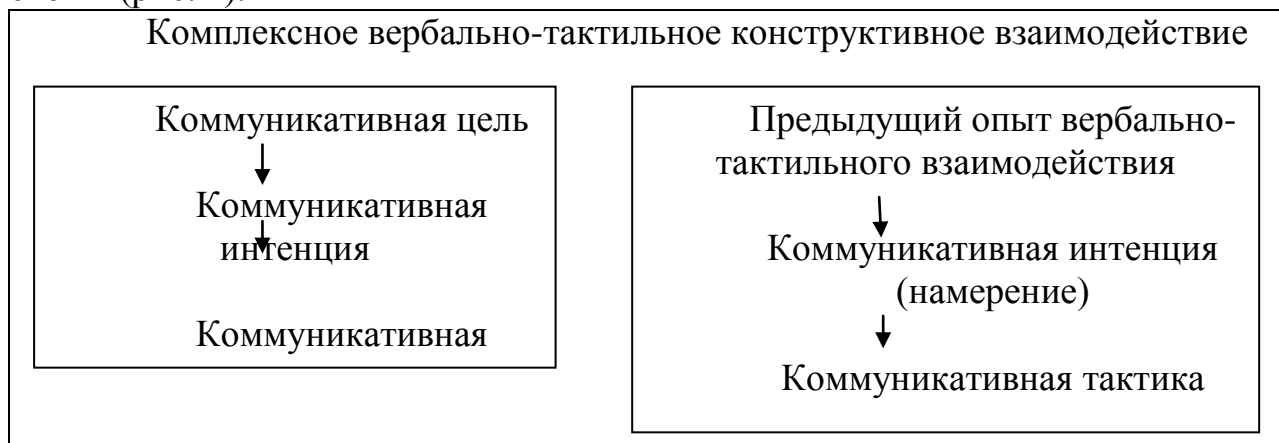 Комплексное вербально-тактильное конструктивное взаимодействие
Коммуникативная цель
Коммуникативная
интенция
Коммуникативная
Предыдущий опыт вербально-
тактильного взаимодействия
Коммуникативная интенция
(намерение)
Коммуникативная тактика